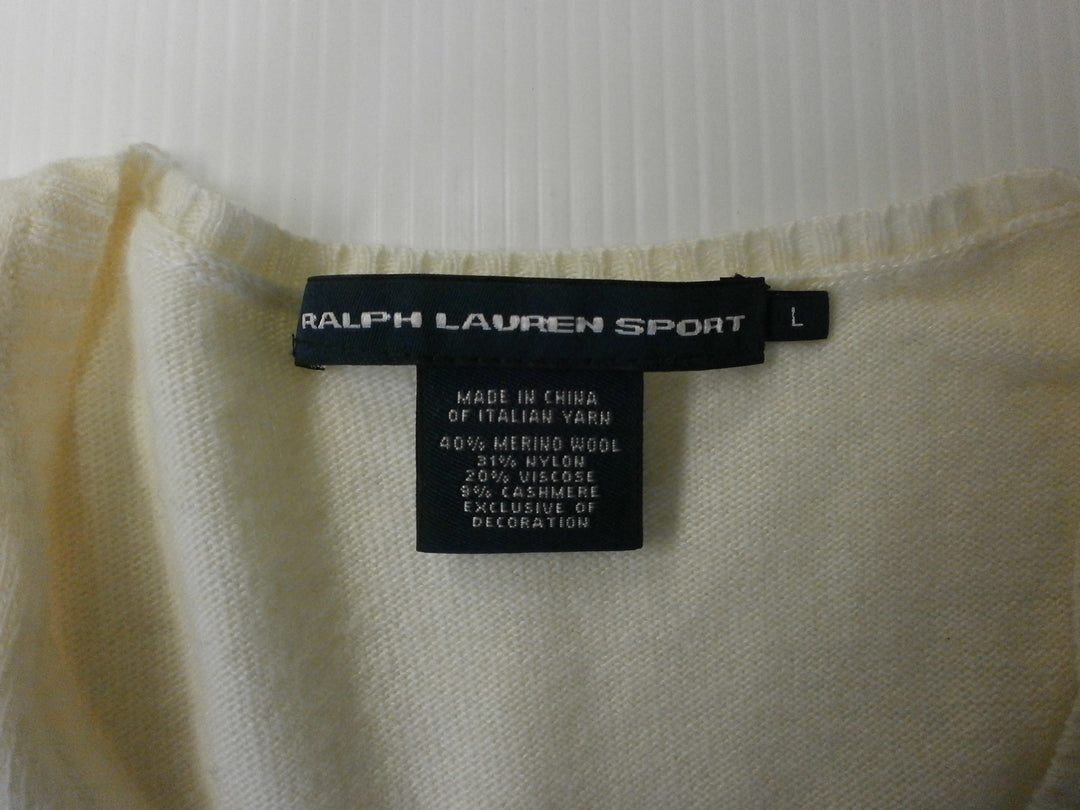 RALPH LAUREN SPORT
L
MADE IN CHINA
OF ITALIAN YARN
40% MERINO WOOL
31% NYLON
20% VISCOSE
9% CASHMERE
EXCLUSIVE OF
DECORATION